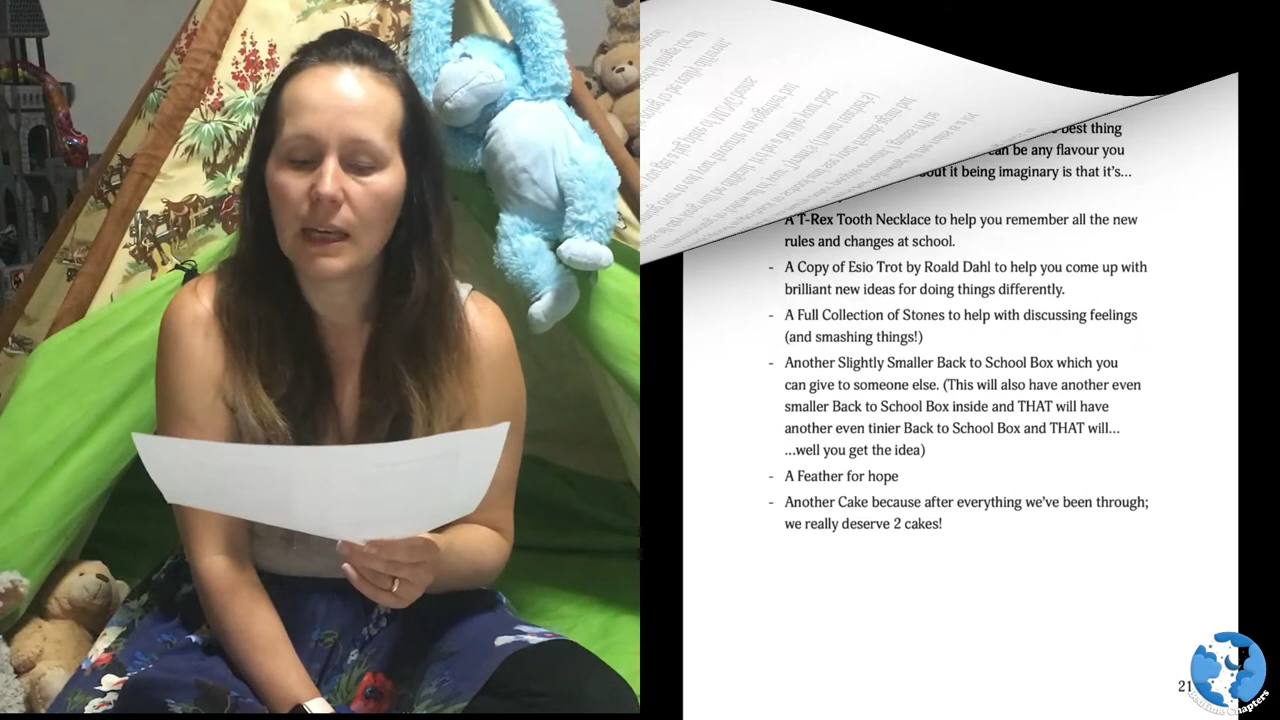 best thing
can be any flavour you
out it being imaginary is that it's...
A T-Rex Tooth Necklace to help you remember all the new
rules and changes at school.
- A Copy of Esio Trot by Roald Dahl to help you come up with
brilliant new ideas for doing things differently.
- A Full Collection of Stones to help with discussing feelings
(and smashing things!)
- Another Slightly Smaller Back to School Box which you
can give to someone else. (This will also have another even
smaller Back to School Box inside and THAT will have
another even tinier Back to School Box and THAT will...
...well you get the idea)
- A Feather for hope
- Another Cake because after everything we've been through;
we really deserve 2 cakes!
21
Bedtime Chapters